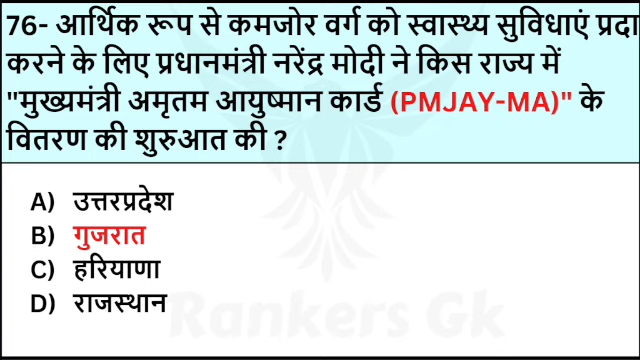 76- आर्थिक रूप से कमजोर वर्ग को स्वास्थ्य सुविधाएं प्रदा
करने के लिए प्रधानमंत्री नरेंद्र मोदी ने किस राज्य में
"मुख्यमंत्री अमृतम आयुष्मान कार्ड (PMJAY-MA)" के
वितरण की शुरुआत की ?
A) उत्तरप्रदेश
B) गुजरात
C) हरियाणा
D) राजस्थान
Rankers Gk